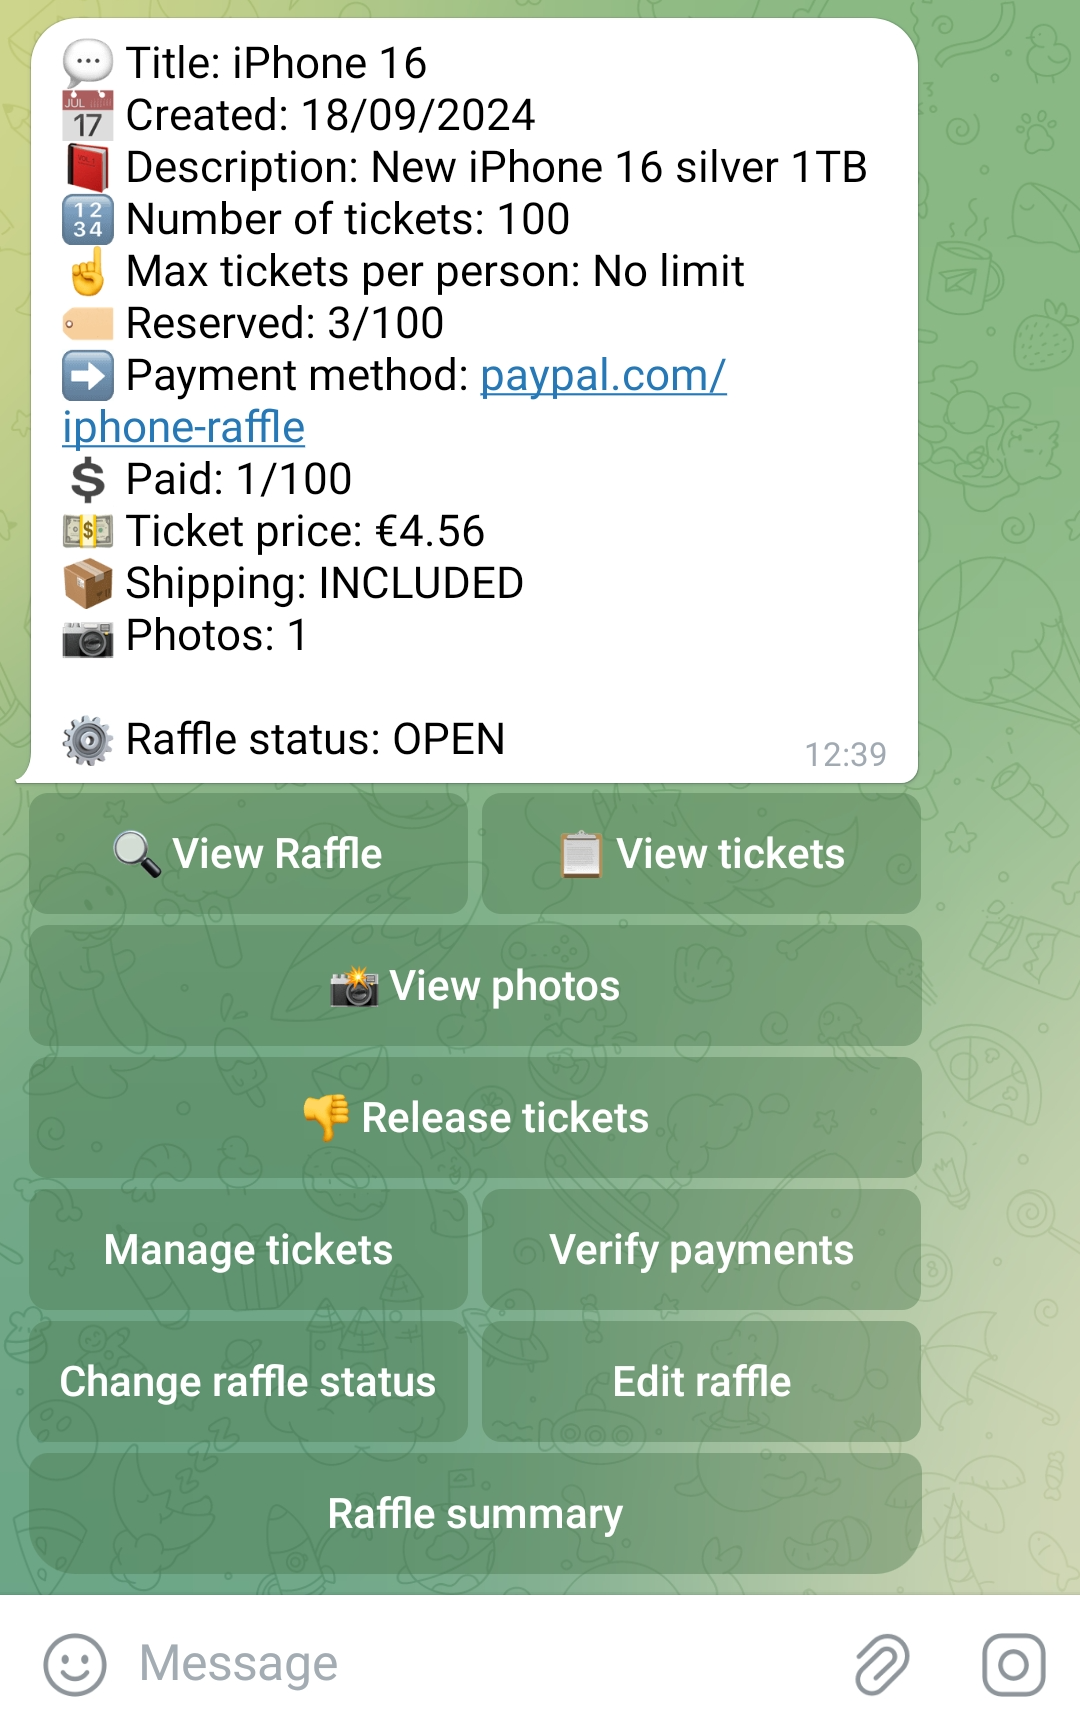 Title: iPhone 16
Created: 18/09/2024
Description: New iPhone 16 silver 1TB
Number of tickets: 100
Max tickets per person: No limit
Reserved: 3/100
Payment method: paypal.com/
iphone-raffle
Paid: 1/100
Ticket price: €4.56
Shipping: INCLUDED
Photos: 1
Raffle status: OPEN
12:39
View Raffle
View tickets
View photos
Release tickets
Manage tickets
Verify payments
Change raffle status
Edit raffle
Raffle summary
Message